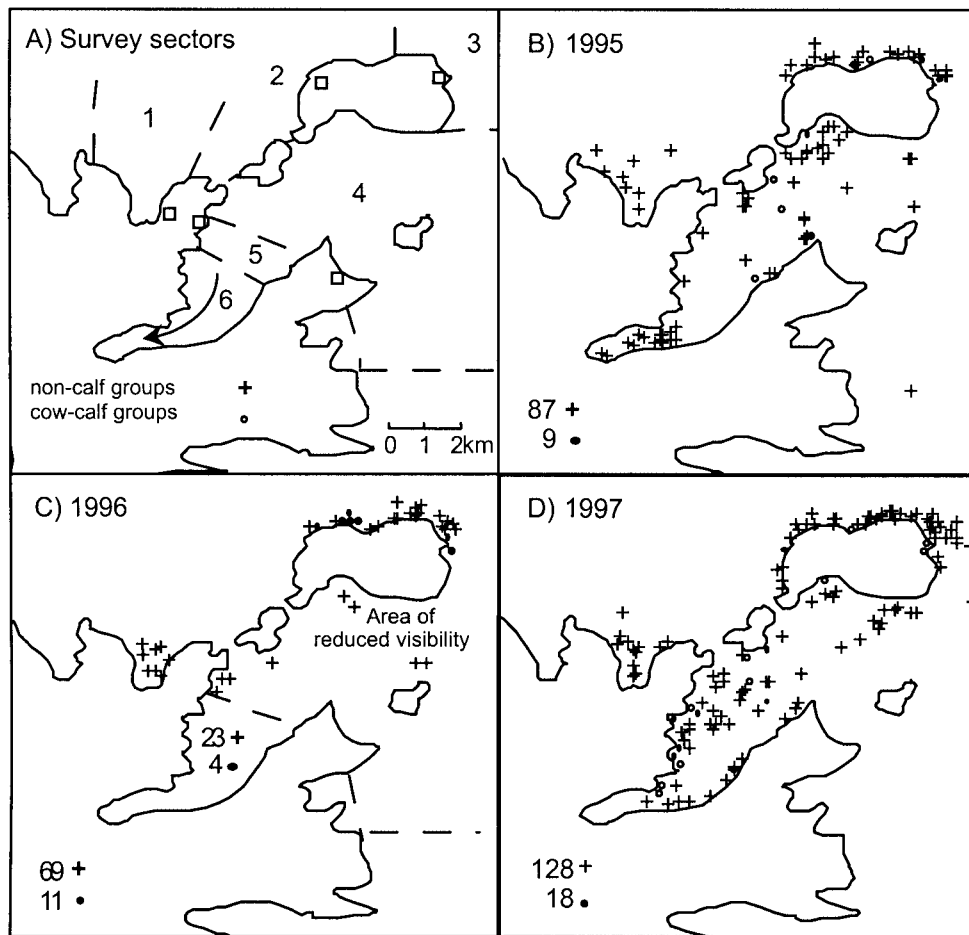 A) Survey sectors
3
2
1
4
5
6
non-calf groups +
cow-calf groups
0 1 2km
B) 1995
87 +
9
C) 1996
Area of
reduced visibility
23 +
4
69 +
11
D) 1997
128 +
18